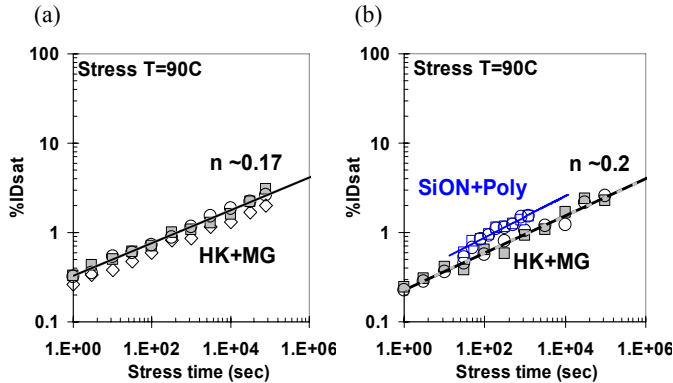 (a)
100
Stress T=90C
10
n ~0.17
%IDsat
1
HK+MG
0.1
1.E+00 1.E+02 1.E+04 1.E+06
Stress time (sec)
(b)
100
Stress T=90C
10
n ~0.2
SiON+Poly
%IDsat
1
HK+MG
0.1
1.E+00 1.E+02 1.E+04 1.E+06
Stress time (sec)